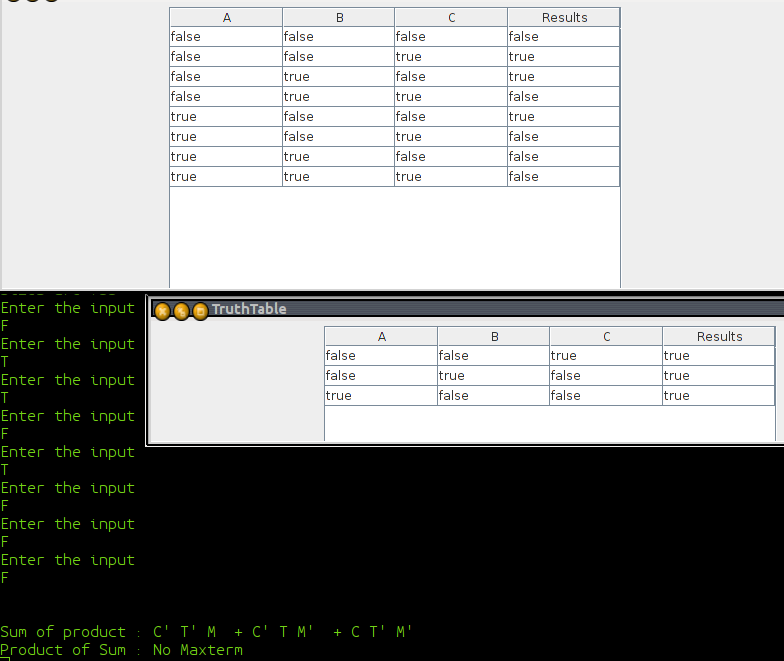 A B C Results
false false false false
false false true true
false true false true
false true true false
true false false true
true false true false
true true false false
true true true false
Enter the input
F
Enter the input
T
Enter the input
T
Enter the input
F
Enter the input
T
Enter the input
F
Enter the input
F
Enter the input
F
TruthTable
A B C Results
false false true true
false true false true
true false false true
Sum of product : C' T' M + C' T M' + C T' M'
Product of Sum : No Maxterm